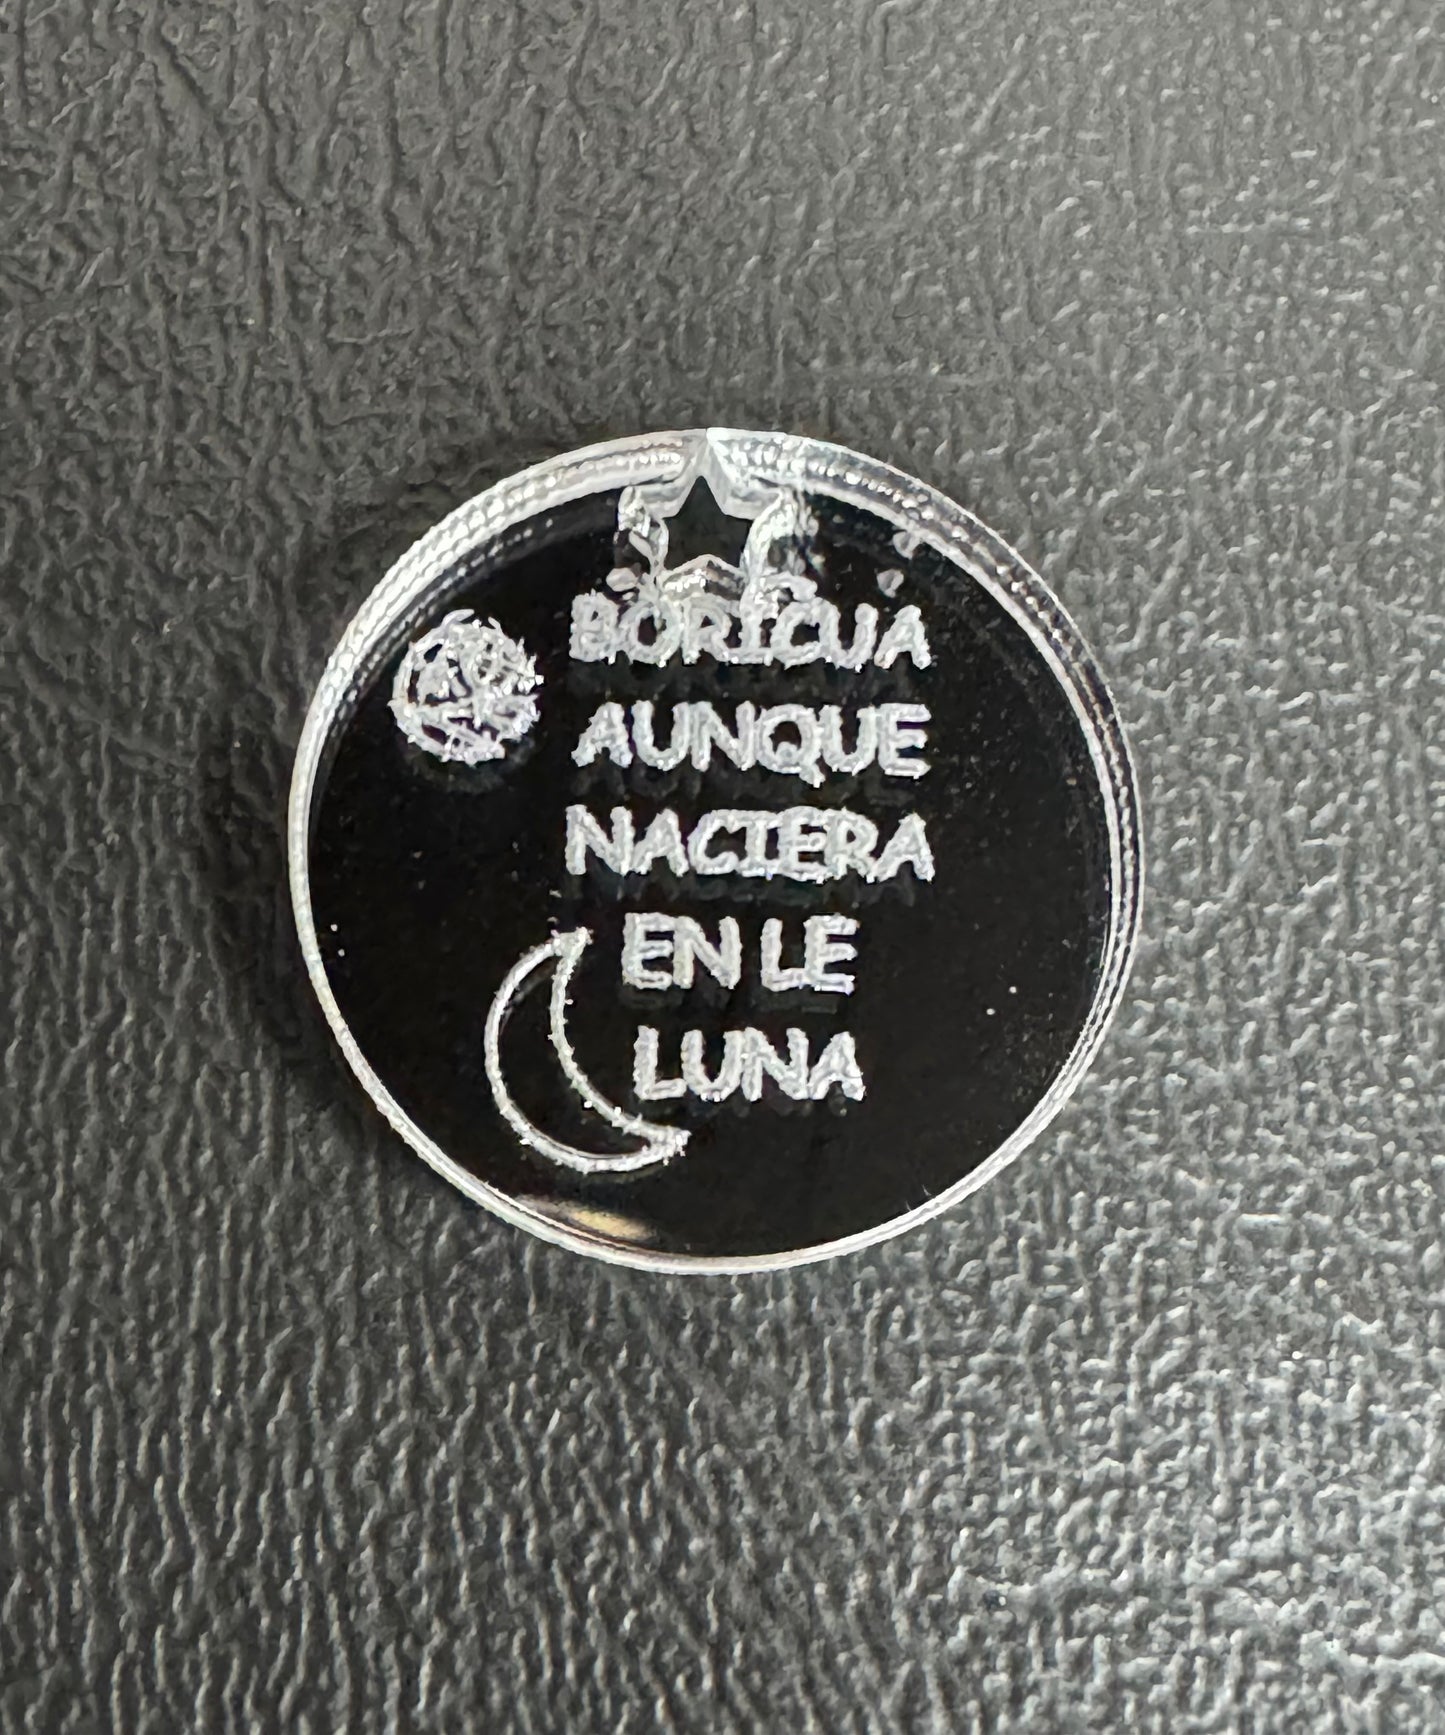 BORICUA
AUNQUE
NACIERA
EN LE
LUNA